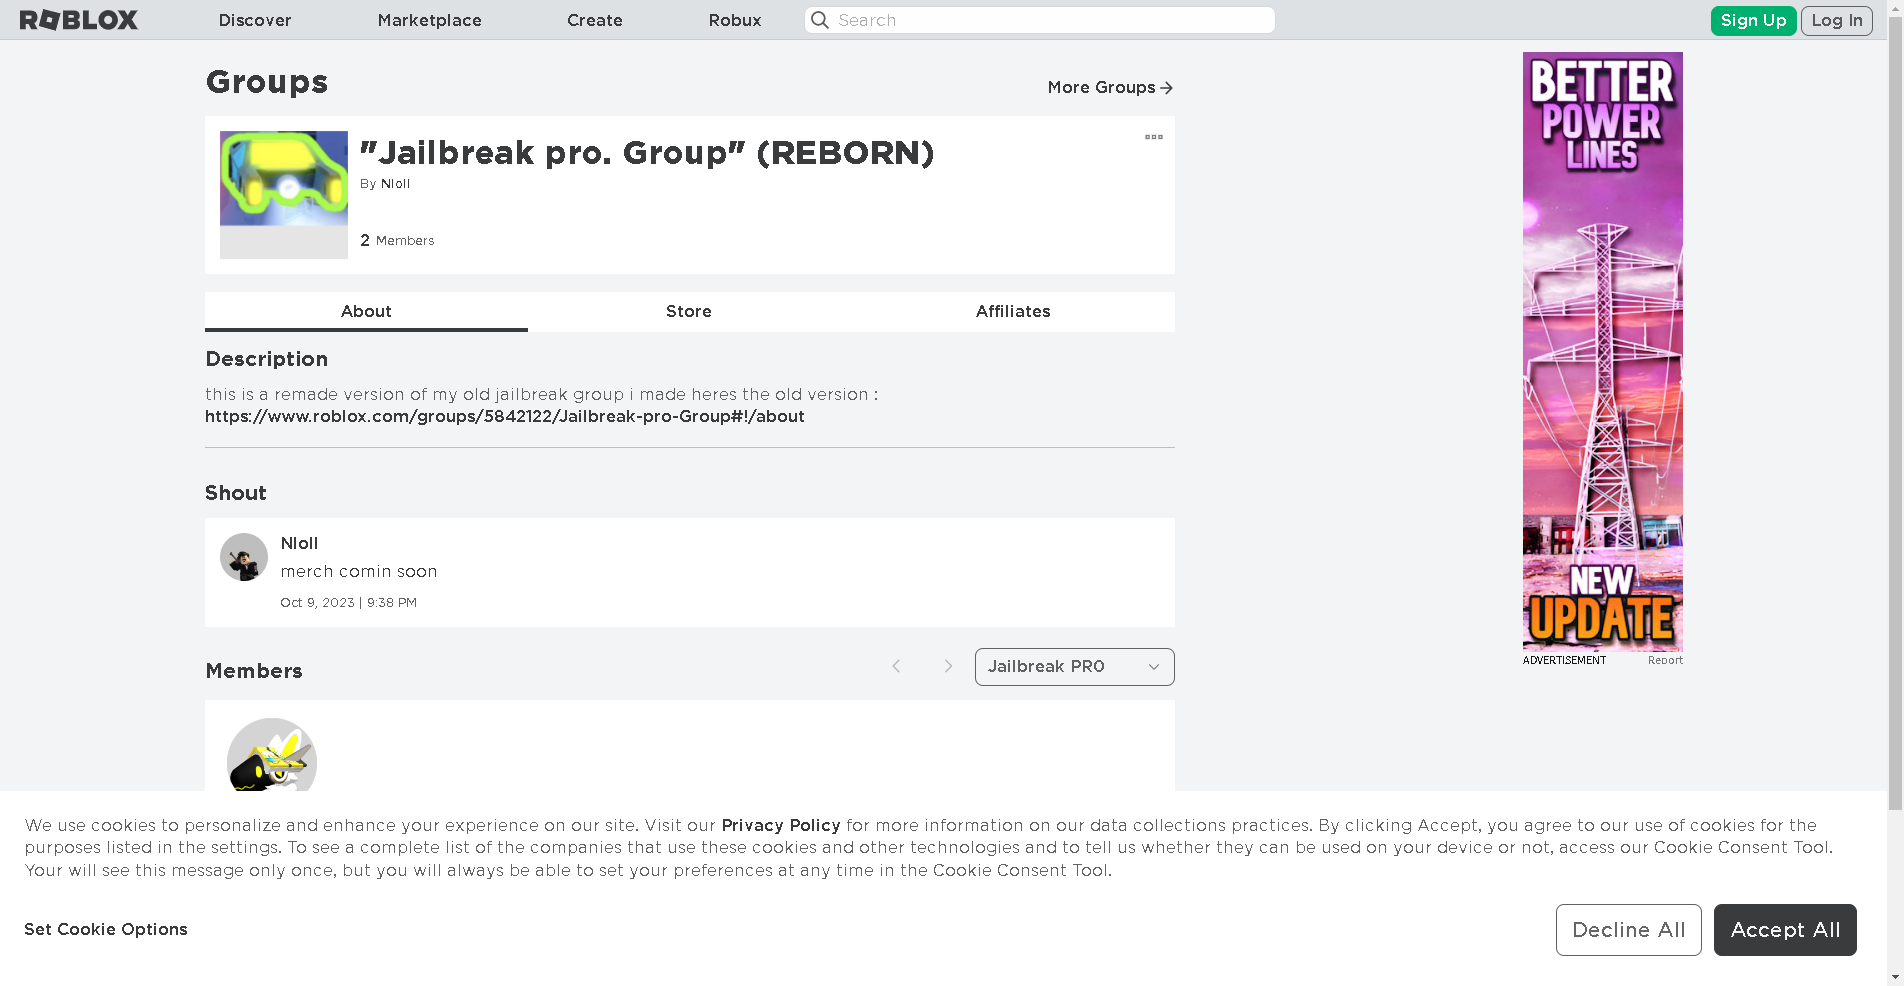 ROBLOX Discover Marketplace Create Robux Search Sign Up Log In
Groups
More Groups
"Jailbreak pro. Group" (REBORN)
By Nloll
2 Members
About Store Affiliates
Description
this is a remade version of my old jailbreak group i made heres the old version :
https://www.roblox.com/groups/5842122/Jailbreak-pro-Group#!/about
Shout
Nloll
merch comin soon
Oct 9, 2023 | 9:38 PM
Members
Jailbreak PRO
BETTER
POWER
LINES
NEW
UPDATE
ADVERTISEMENT Report
We use cookies to personalize and enhance your experience on our site. Visit our Privacy Policy for more information on our data collections practices. By clicking Accept, you agree to our use of cookies for the
purposes listed in the settings. To see a complete list of the companies that use these cookies and other technologies and to tell us whether they can be used on your device or not, access our Cookie Consent Tool.
Your will see this message only once, but you will always be able to set your preferences at any time in the Cookie Consent Tool.
Set Cookie Options
Decline All
Accept All